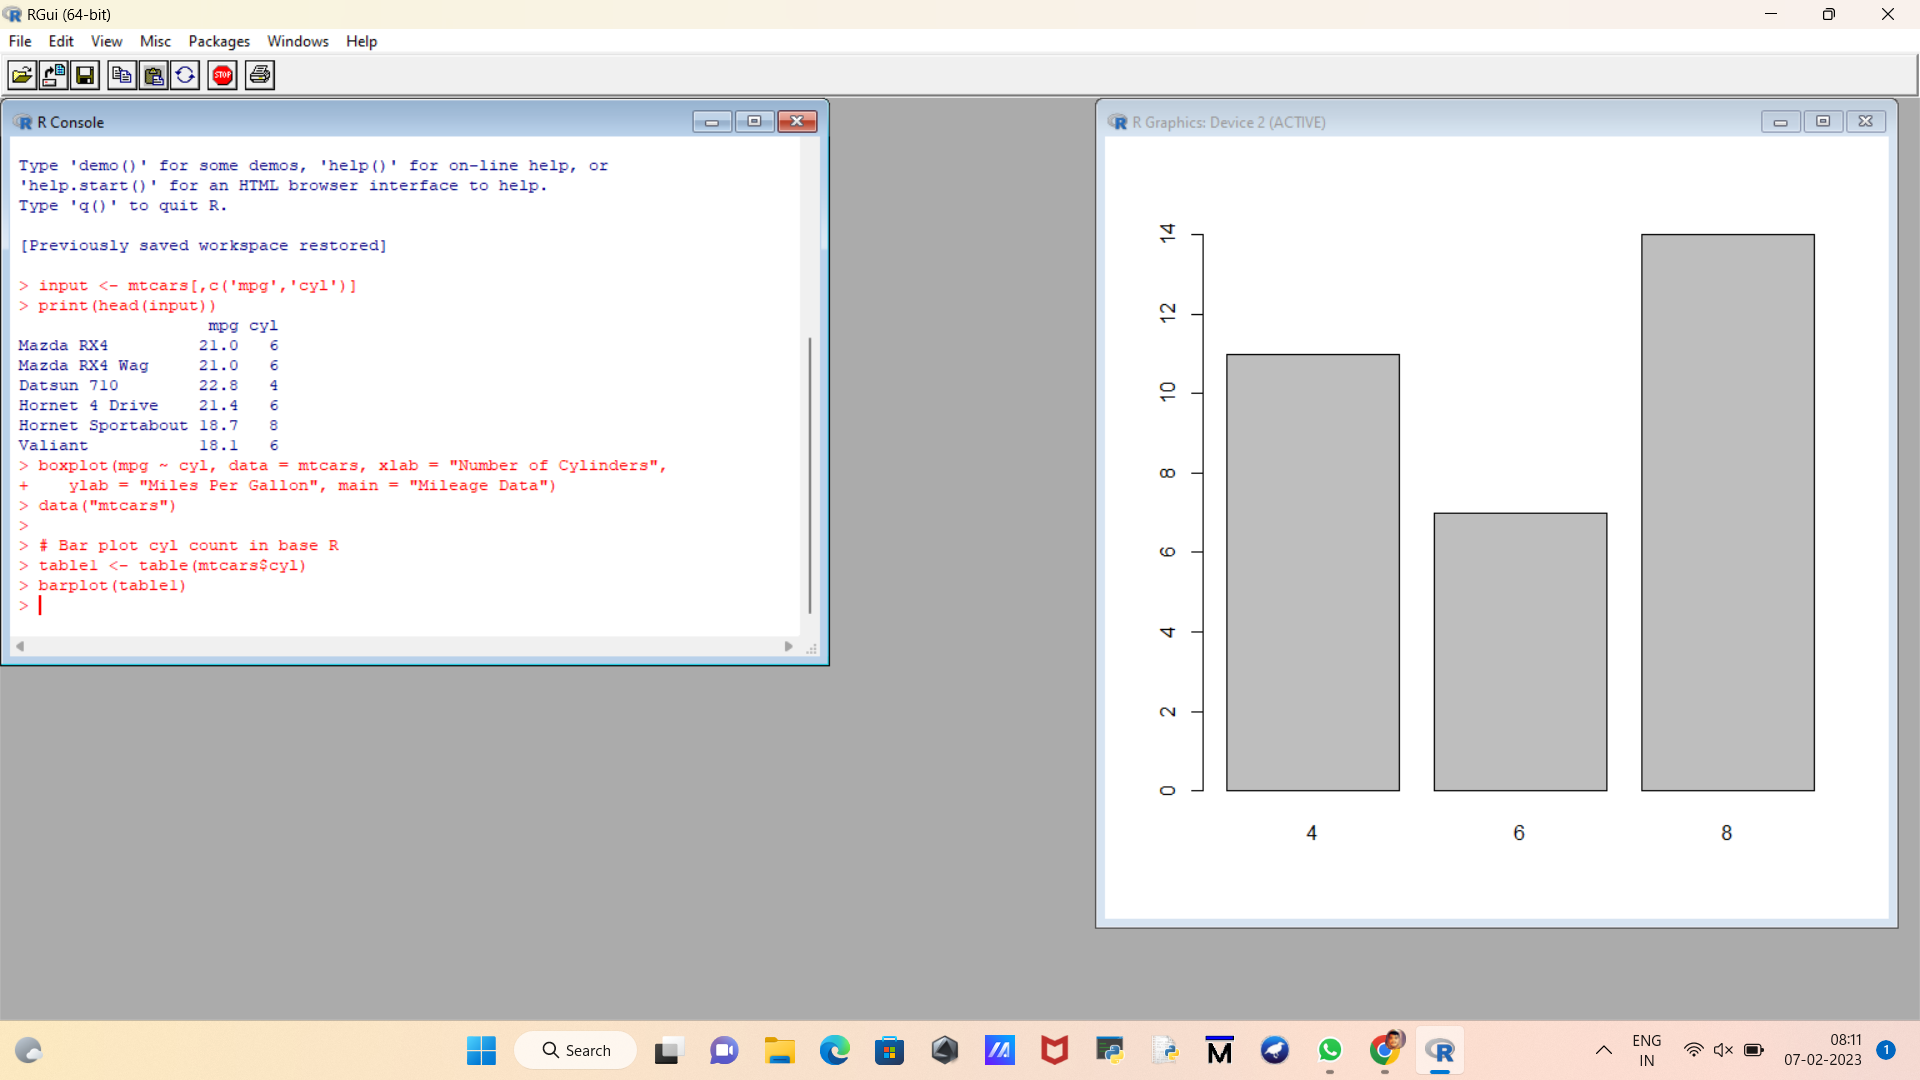 RGui (64-bit)
File Edit View Misc Packages Windows Help
STOP
R Console
Type 'demo()' for some demos, 'help()' for on-line help, or
'help.start()' for an HTML browser interface to help.
Type 'q()' to quit R.
[Previously saved workspace restored]
> input <- mtcars[,c('mpg','cyl')]
> print(head(input))
mpg cyl
Mazda RX4 21.0 6
Mazda RX4 Wag 21.0 6
Datsun 710 22.8 4
Hornet 4 Drive 21.4 6
Hornet Sportabout 18.7 8
Valiant 18.1 6
> boxplot(mpg ~ cyl, data = mtcars, xlab = "Number of Cylinders",
+ ylab = "Miles Per Gallon", main = "Mileage Data")
> data("mtcars")
>
> # Bar plot cyl count in base R
> table1 <- table(mtcars$cyl)
> barplot(table1)
>
R Graphics: Device 2 (ACTIVE)
14
12
10
8
6
4
2
0
4 6 8
Search
ENG
IN
08:11
07-02-2023
1